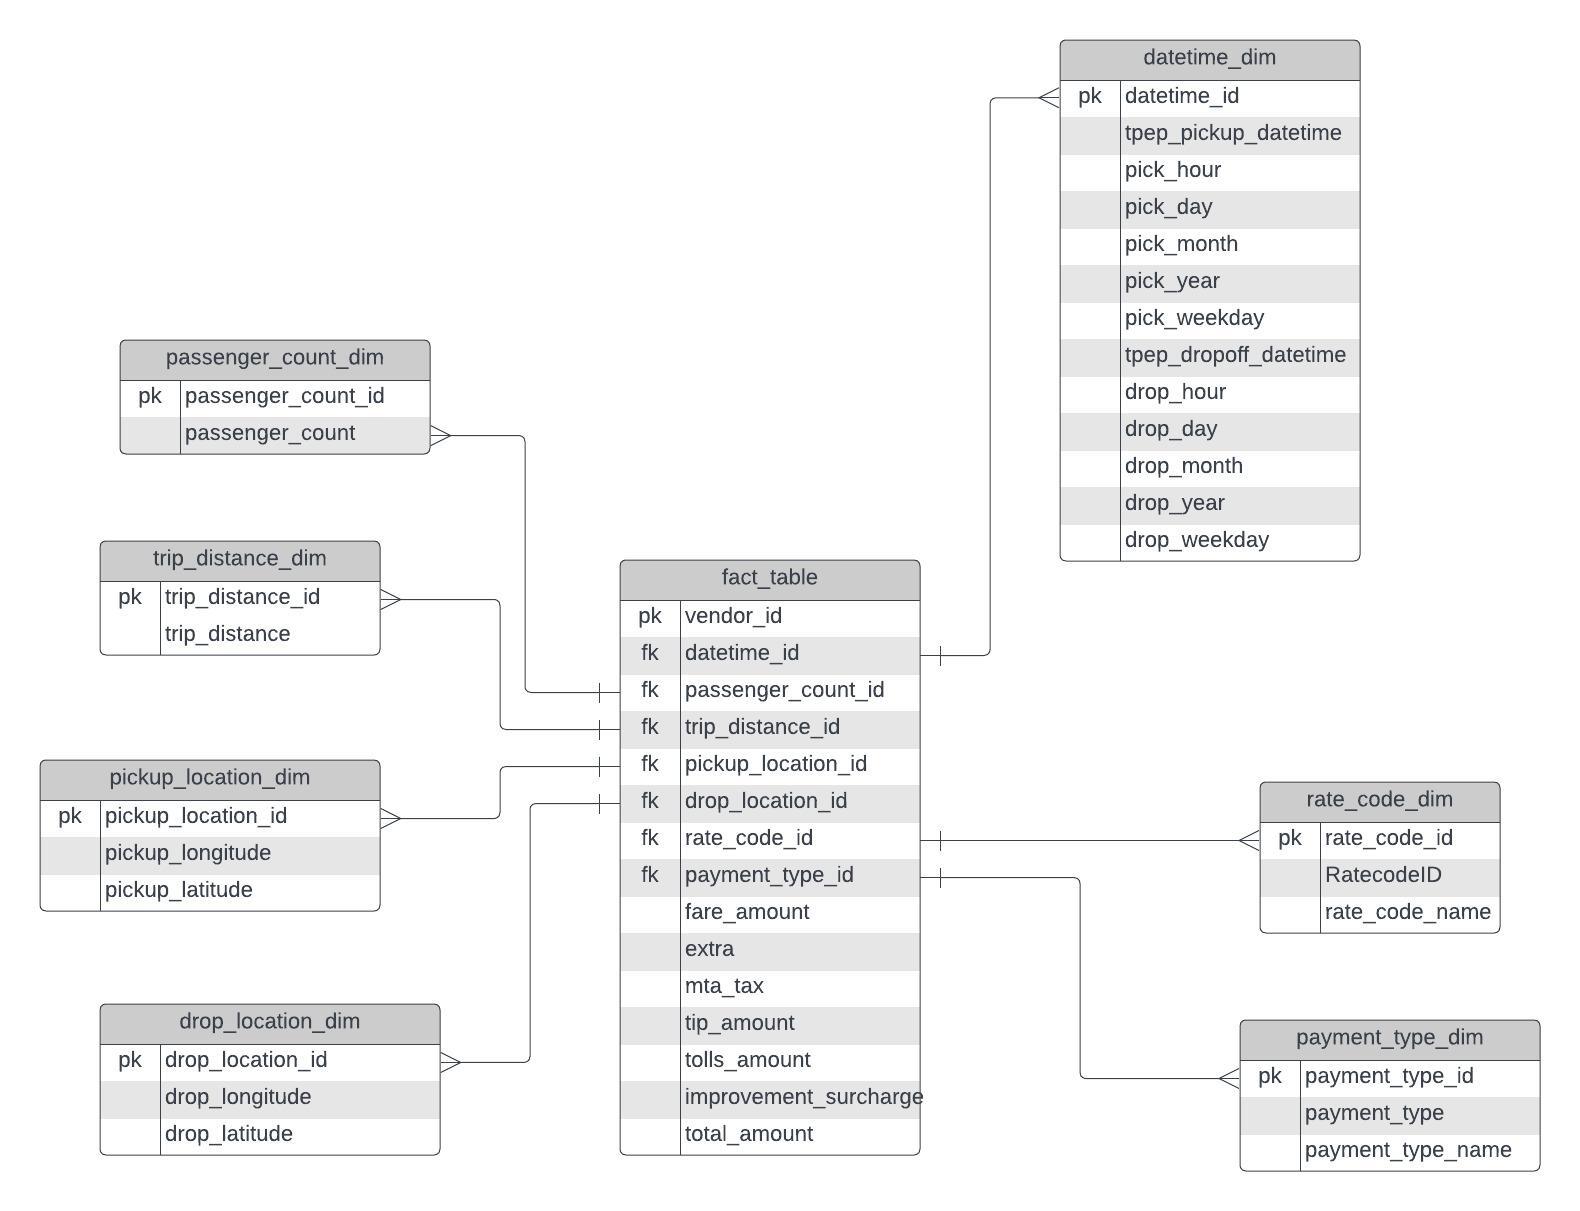 datetime_dim
pk datetime_id
tpep_pickup_datetime
pick_hour
pick_day
pick_month
pick_year
pick_weekday
tpep_dropoff_datetime
drop_hour
drop_day
drop_month
drop_year
drop_weekday
passenger_count_dim
pk passenger_count_id
passenger_count
trip_distance_dim
pk trip_distance_id
trip_distance
pickup_location_dim
pk pickup_location_id
pickup_longitude
pickup_latitude
drop_location_dim
pk drop_location_id
drop_longitude
drop_latitude
fact_table
pk vendor_id
fk datetime_id
fk passenger_count_id
fk trip_distance_id
fk pickup_location_id
fk drop_location_id
fk rate_code_id
fk payment_type_id
fare_amount
extra
mta_tax
tip_amount
tolls_amount
improvement_surcharge
total_amount
rate_code_dim
pk rate_code_id
RatecodeID
rate_code_name
payment_type_dim
pk payment_type_id
payment_type
payment_type_name